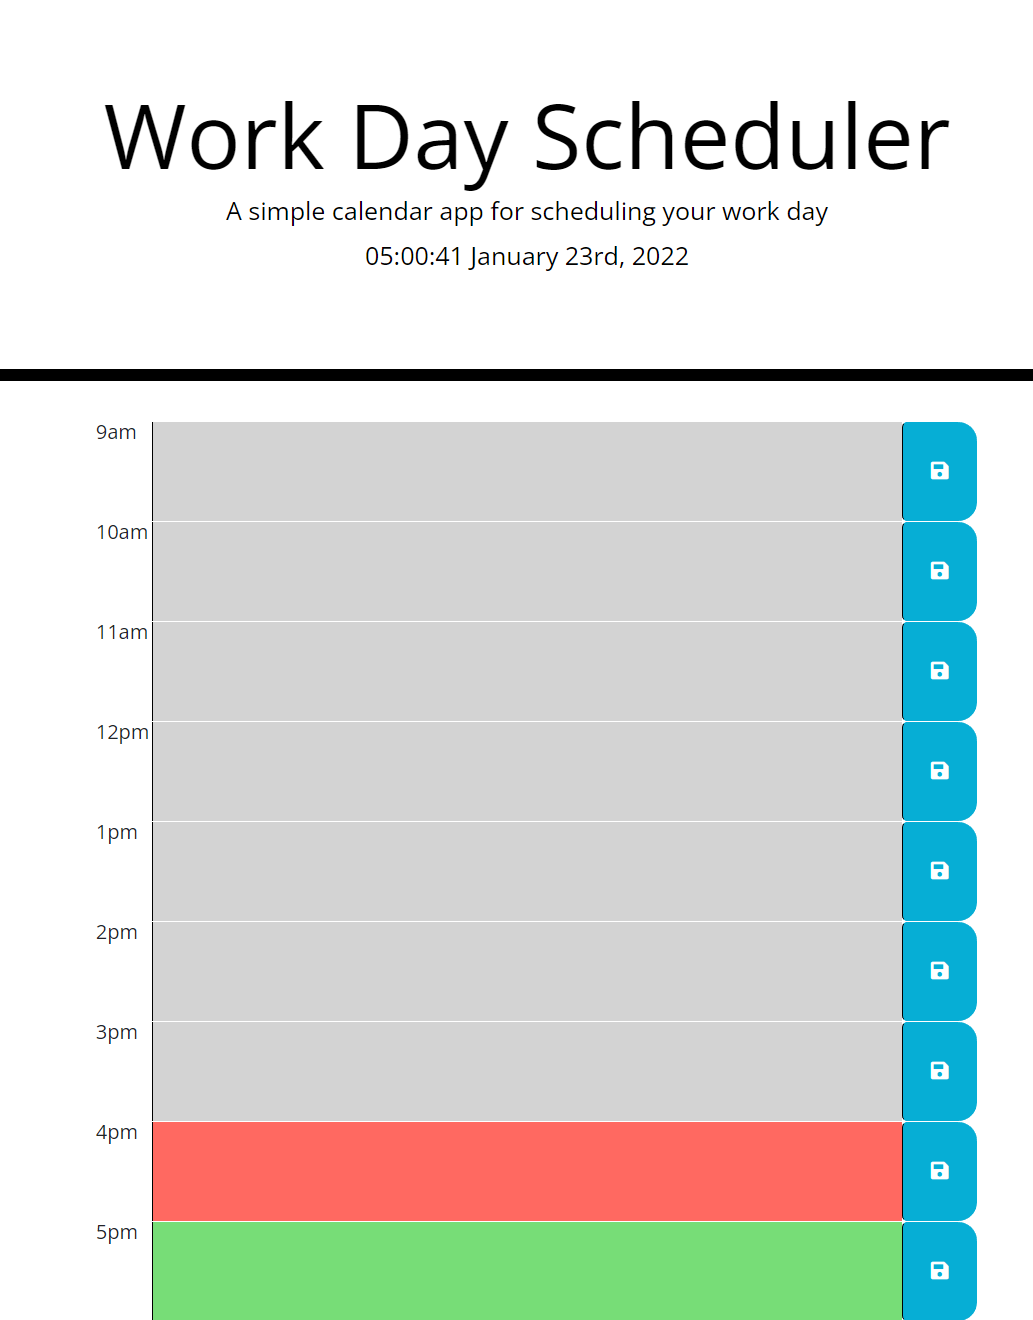 Work Day Scheduler
A simple calendar app for scheduling your work day
05:00:41 January 23rd, 2022
9am
10am
11am
12pm
1pm
2pm
3pm
4pm
5pm